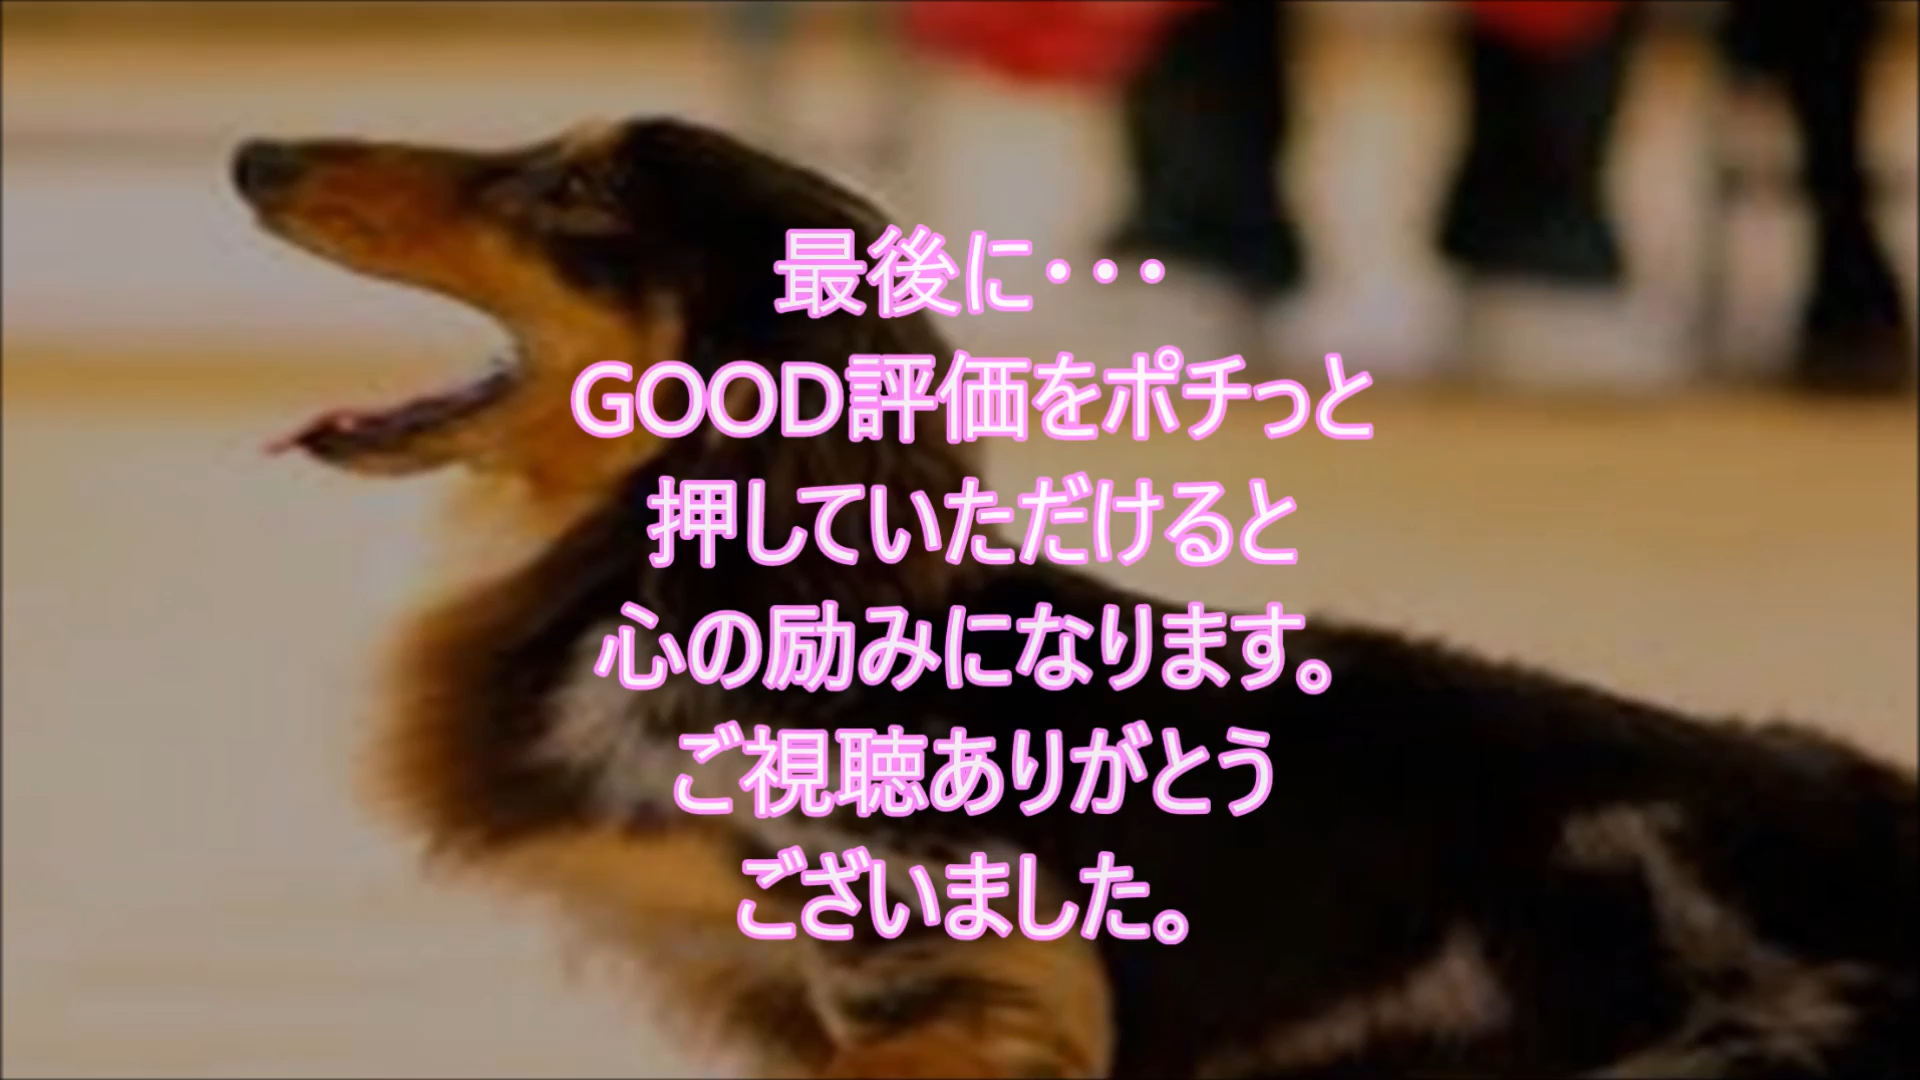 最後に・・・
GOOD評価をポチっと
押していただけると
心の励みになります。
ご視聴ありがとう
ございました。